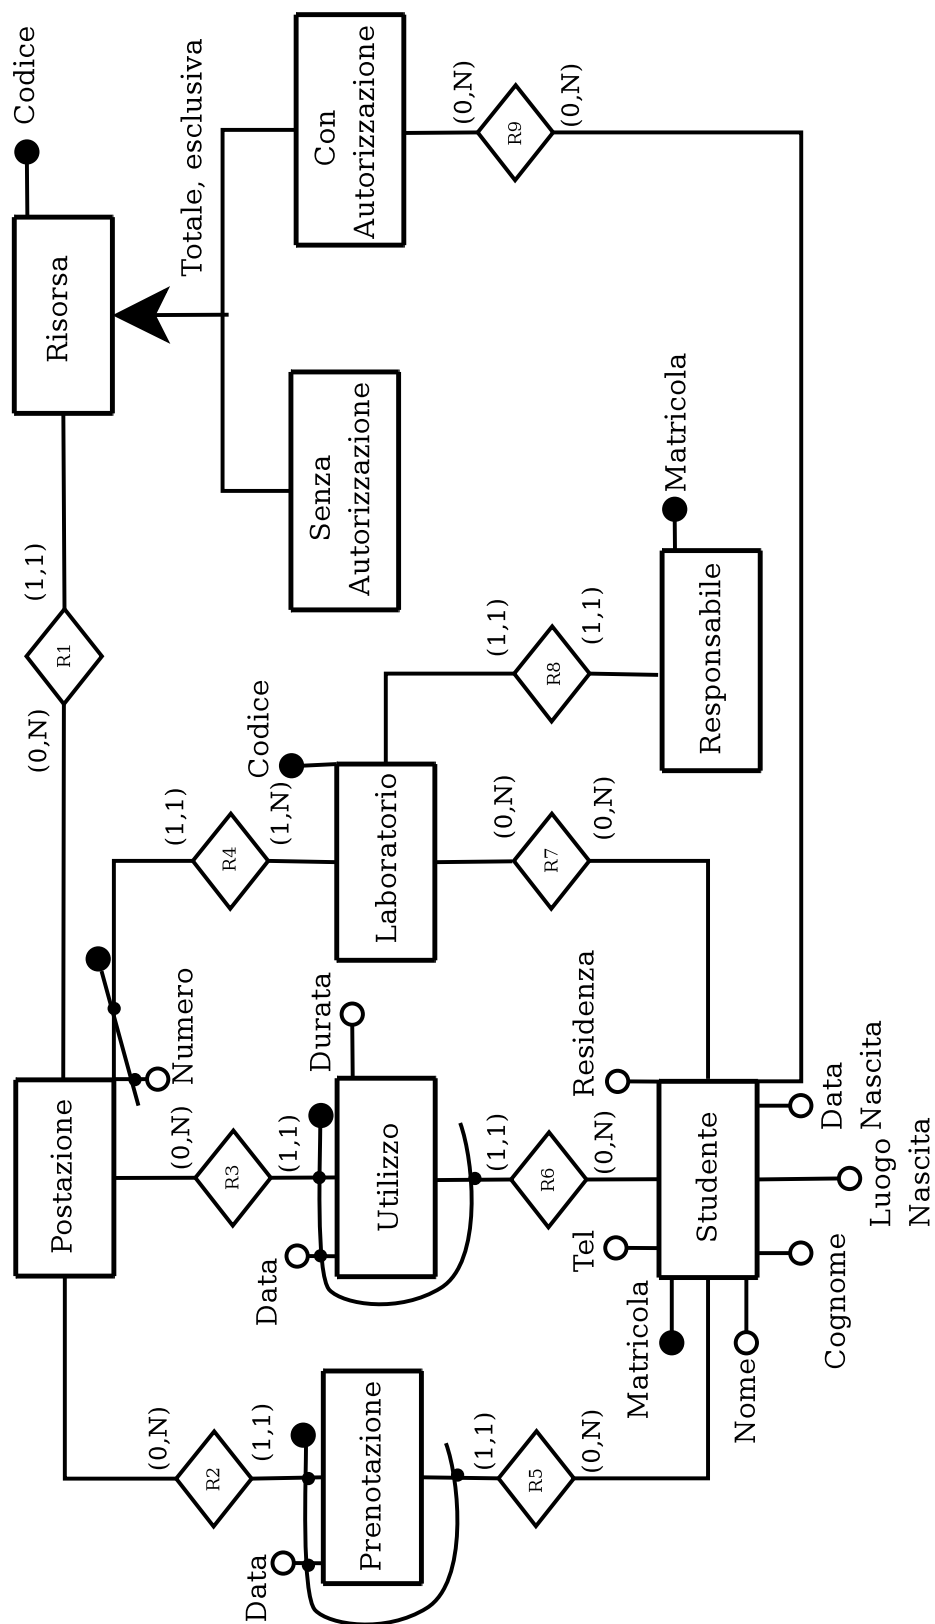 Codice
Risorsa
Totale, esclusiva
Con
Autorizzazione
(0,N)
R9
(0,N)
Senza
Autorizzazione
(1,1)
R1
(0,N)
Matricola
Responsabile
(1,1)
R8
(1,1)
Codice
Laboratorio
(1,1)
R4
(1,N)
(0,N)
R7
(0,N)
Numero
Postazione
Durata
Residenza
(0,N)
R3
(1,1)
Utilizzo
Data
(1,1)
R6
(0,N)
Studente
Tel
Matricola
Nome
Cognome
Luogo
Nascita
Data
Nascita
(0,N)
R2
(1,1)
Prenotazione
Data
(1,1)
R5
(0,N)